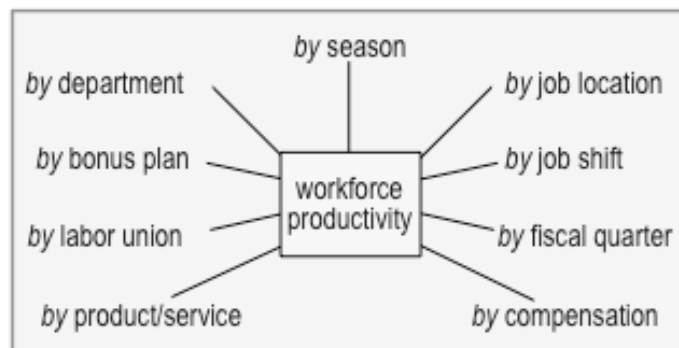 by season
by department
by job location
by bonus plan
by job shift
workforce
productivity
by labor union
by fiscal quarter
by product/service
by compensation